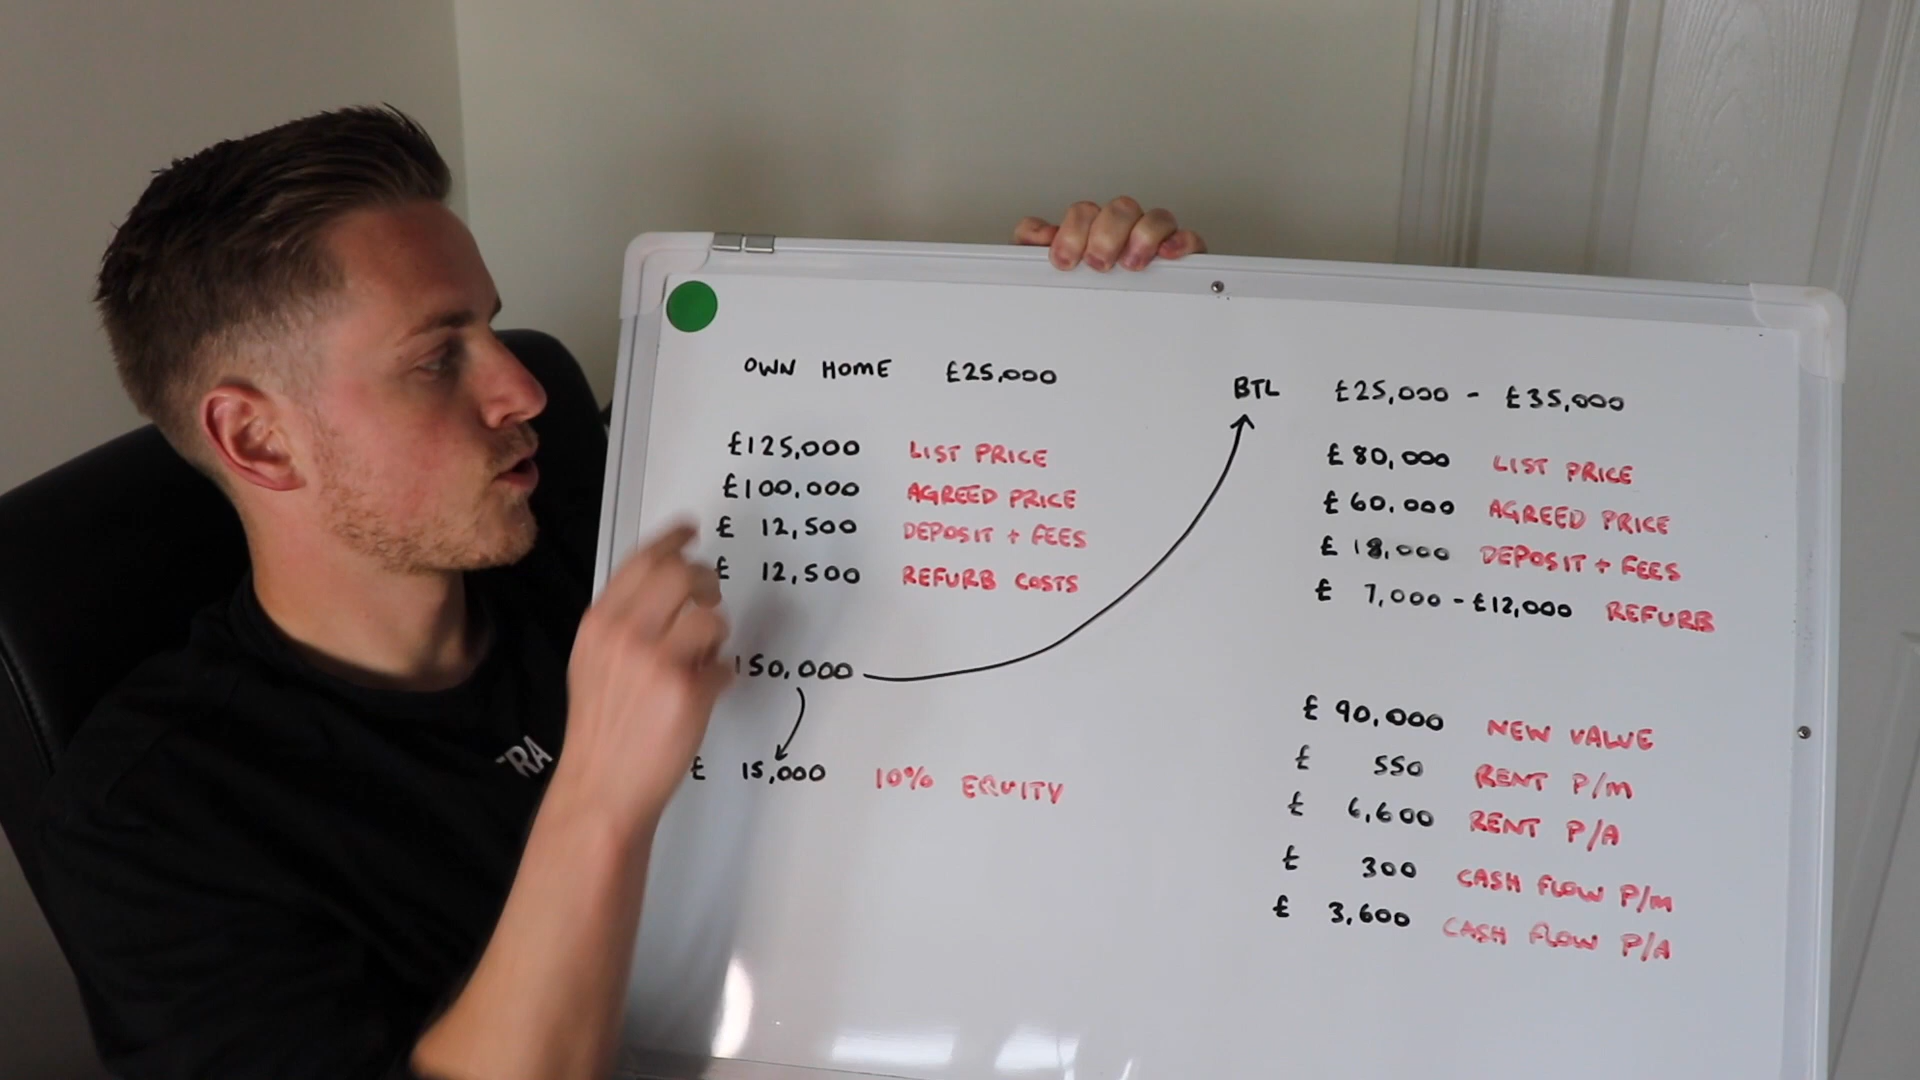 OWN HOME £25,000
£125,000 LIST PRICE
£100,000 AGREED PRICE
£ 12,500 DEPOSIT + FEES
£ 12,500 REFURB COSTS
150,000
£ 15,000 10% EQUITY
BTL £25,000 - £35,000
£ 80,000 LIST PRICE
£ 60.000 AGREED PRICE
£ 18,000 DEPOSIT + FEES
£ 7,000 - £12,000 REFURB
£ 90,000 NEW VALUE
£ 550 RENT P/M
£ 6,600 RENT P/A
£ 300 CASH FLOW P/M
£ 3,600 CASH FLOW P/A